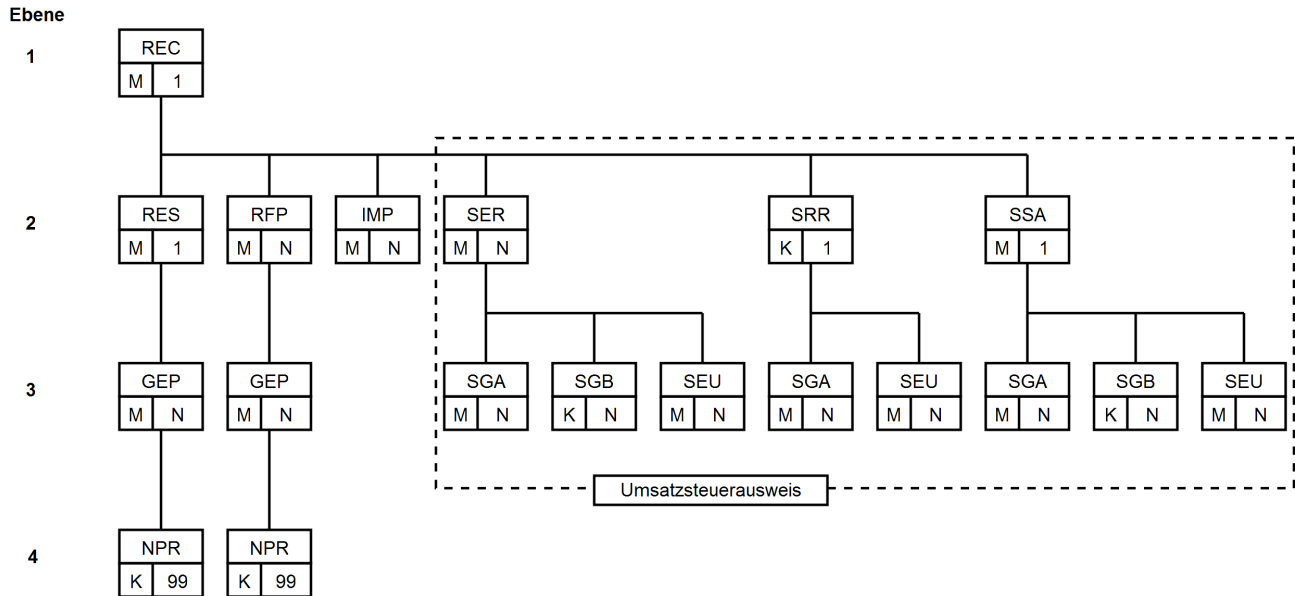 Ebene
1
REC
M 1
2
RES RFP IMP SER SRR SSA
M 1 M N M N M N K 1 M 1
3
GEP GEP SGA SGB SEU SGA SEU SGA SGB SEU
M N M N M N K N M N M N M N M N K N M N
Umsatzsteuerausweis
4
NPR NPR
K 99 K 99